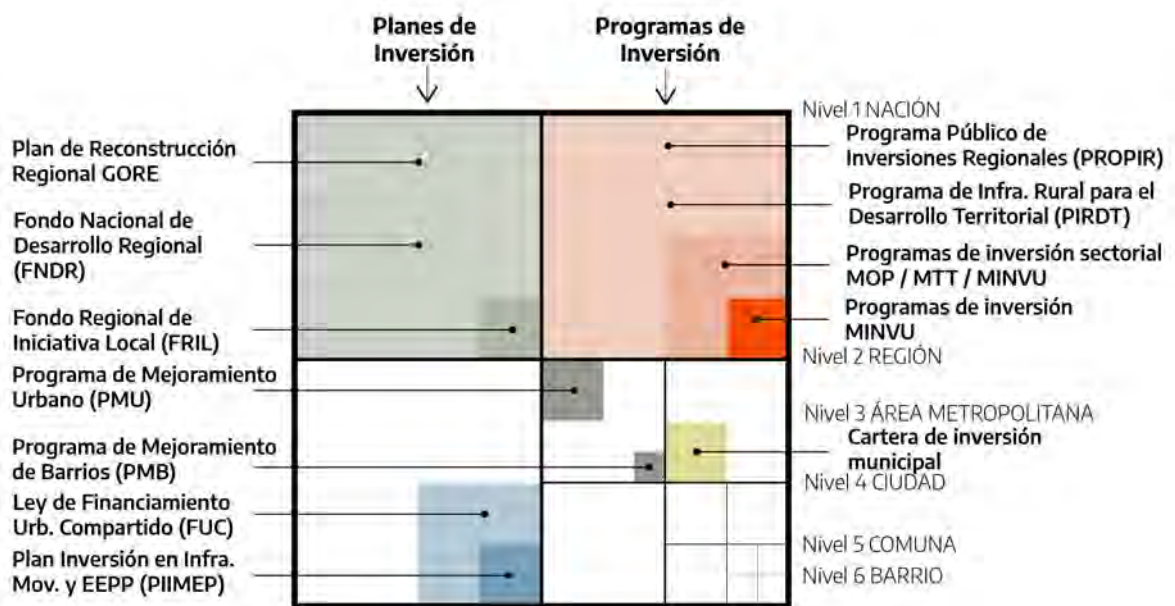 Planes de
Inversión
Programas de
Inversión
Plan de Reconstrucción
Regional GORE
Fondo Nacional de
Desarrollo Regional
(FNDR)
Fondo Regional de
Iniciativa Local (FRIL)
Programa de Mejoramiento
Urbano (PMU)
Programa de Mejoramiento
de Barrios (PMB)
Ley de Financiamiento
Urb. Compartido (FUC)
Plan Inversión en Infra.
Mov. y EEPP (PIIMEP)
Nivel 1 NACIÓN
Programa Público de
Inversiones Regionales (PROPIR)
Programa de Infra. Rural para el
Desarrollo Territorial (PIRDT)
Programas de inversión sectorial
MOP / MTT / MINVU
Programas de inversión
MINVU
Nivel 2 REGIÓN
Nivel 3 ÁREA METROPOLITANA
Cartera de inversión
municipal
Nivel 4 CIUDAD
Nivel 5 COMUNA
Nivel 6 BARRIO